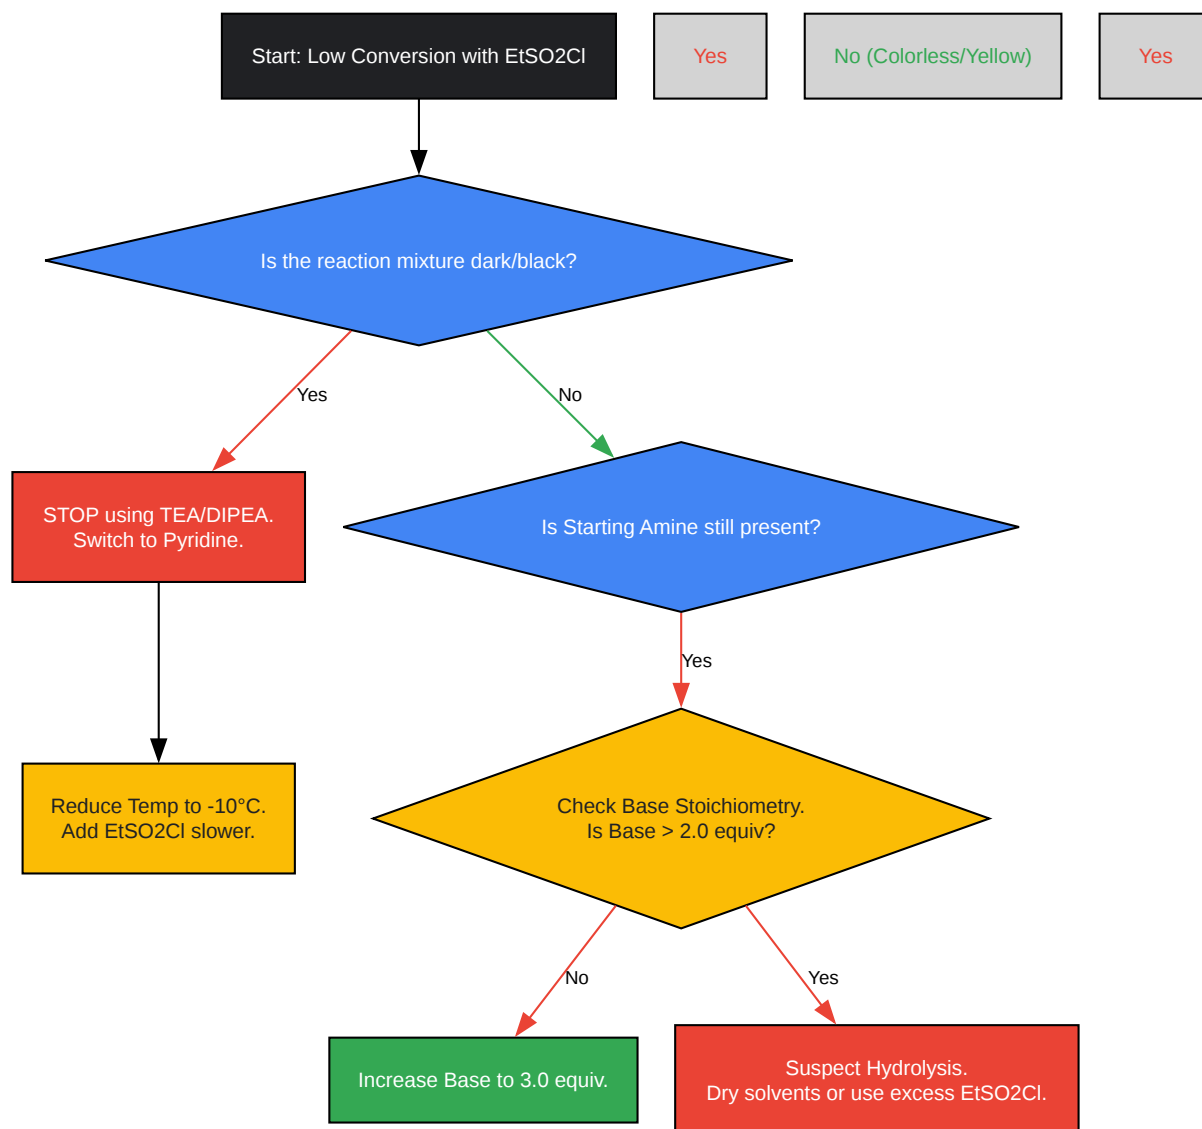 Start: Low Conversion with EtSO2Cl
Yes
No (Colorless/Yellow)
Yes
Is the reaction mixture dark/black?
Yes
No
STOP using TEA/DIPEA.
Switch to Pyridine.
Is Starting Amine still present?
Yes
Reduce Temp to -10°C.
Add EtSO2Cl slower.
Check Base Stoichiometry.
Is Base > 2.0 equiv?
No
Yes
Increase Base to 3.0 equiv.
Suspect Hydrolysis.
Dry solvents or use excess EtSO2Cl.